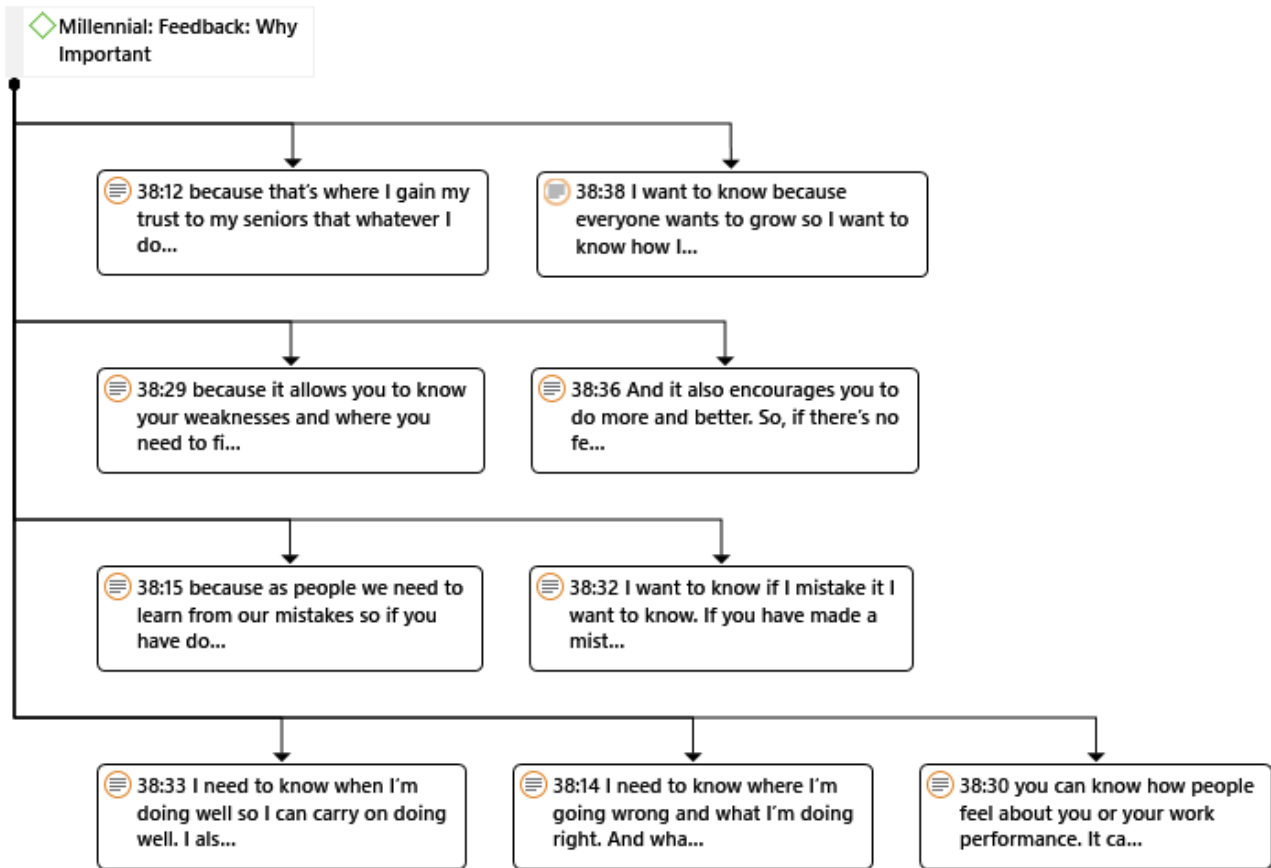 Millennial: Feedback: Why
Important
38:12 because that's where I gain my
trust to my seniors that whatever I
do...
38:38 I want to know because
everyone wants to grow so I want to
know how I...
38:29 because it allows you to know
your weaknesses and where you
need to fi...
38:36 And it also encourages you to
do more and better. So, if there's no
fe...
38:15 because as people we need to
learn from our mistakes so if you
have do...
38:32 I want to know if I mistake it I
want to know. If you have made a
mist...
38:33 I need to know when I'm
doing well so I can carry on doing
well. I als...
38:14 I need to know where I'm
going wrong and what I'm doing
right. And wha...
38:30 you can know how people
feel about you or your work
performance. It ca...